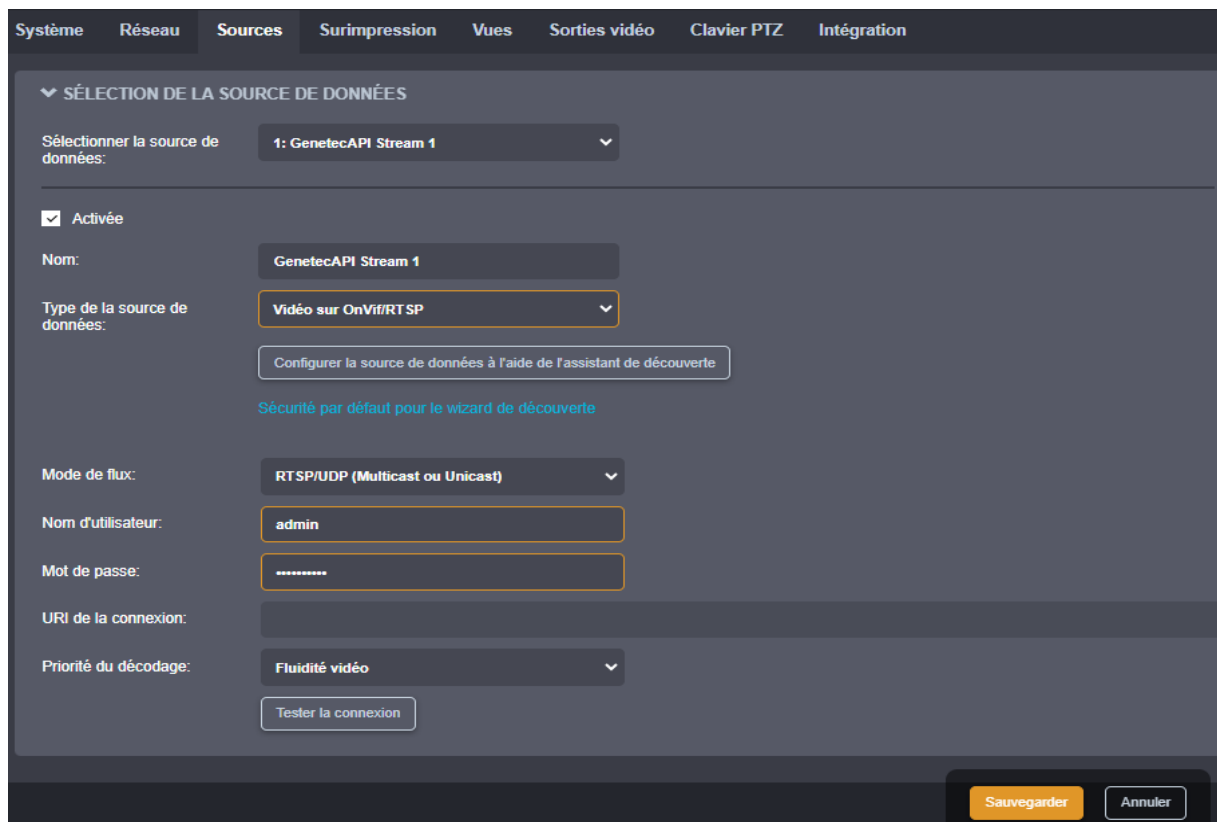 Système Réseau Sources Surimpression Vues Sorties vidéo Clavier PTZ Intégration
SÉLECTION DE LA SOURCE DE DONNÉES
Sélectionner la source de données: 1: GenetecAPI Stream 1
Activée
Nom: GenetecAPI Stream 1
Type de la source de données: Vidéo sur OnVif/RTSP
Configurer la source de données à l'aide de l'assistant de découverte
Sécurité par défaut pour le wizard de découverte
Mode de flux: RTSP/UDP (Multicast ou Unicast)
Nom d'utilisateur: admin
Mot de passe: ••••••••••
URI de la connexion:
Priorité du décodage: Fluidité vidéo
Tester la connexion
Sauvegarder Annuler